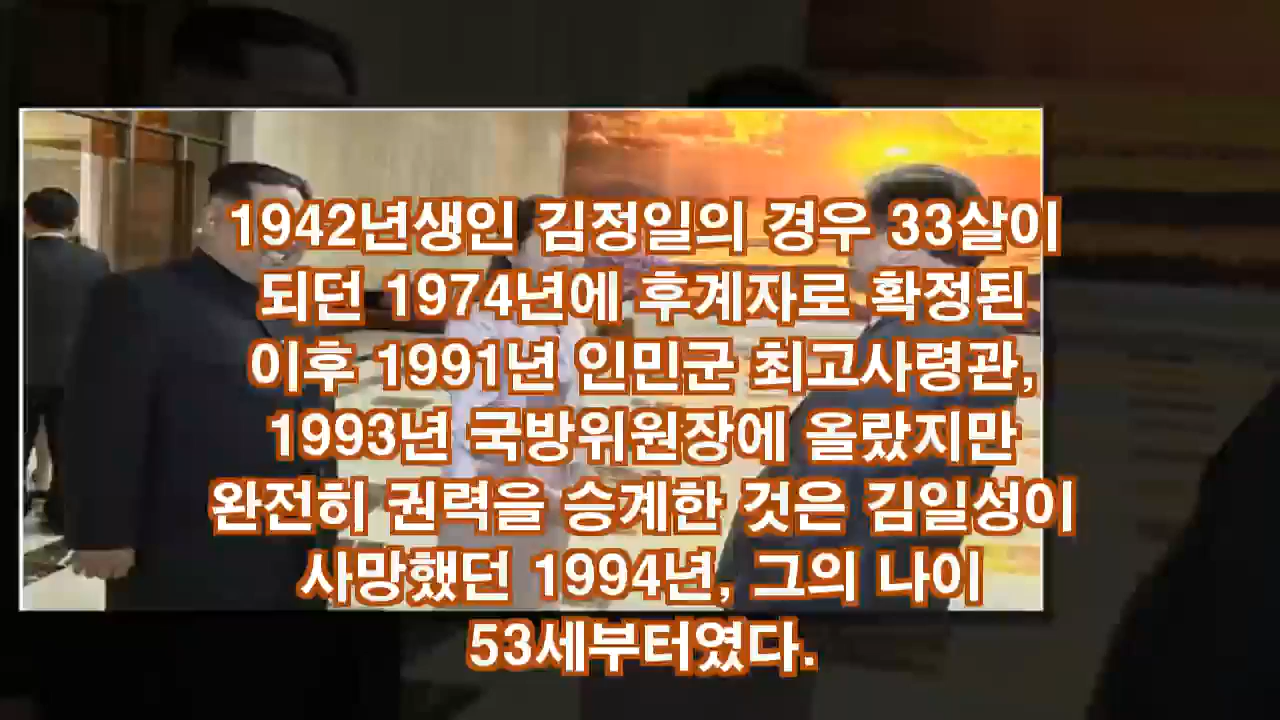 1942년생인 김정일의 경우 33살이
되던 1974년에 후계자로 확정된
이후 1991년 인민군 최고사령관,
1993년 국방위원장에 올랐지만
완전히 권력을 승계한 것은 김일성이
사망했던 1994년, 그의 나이
53세부터였다.